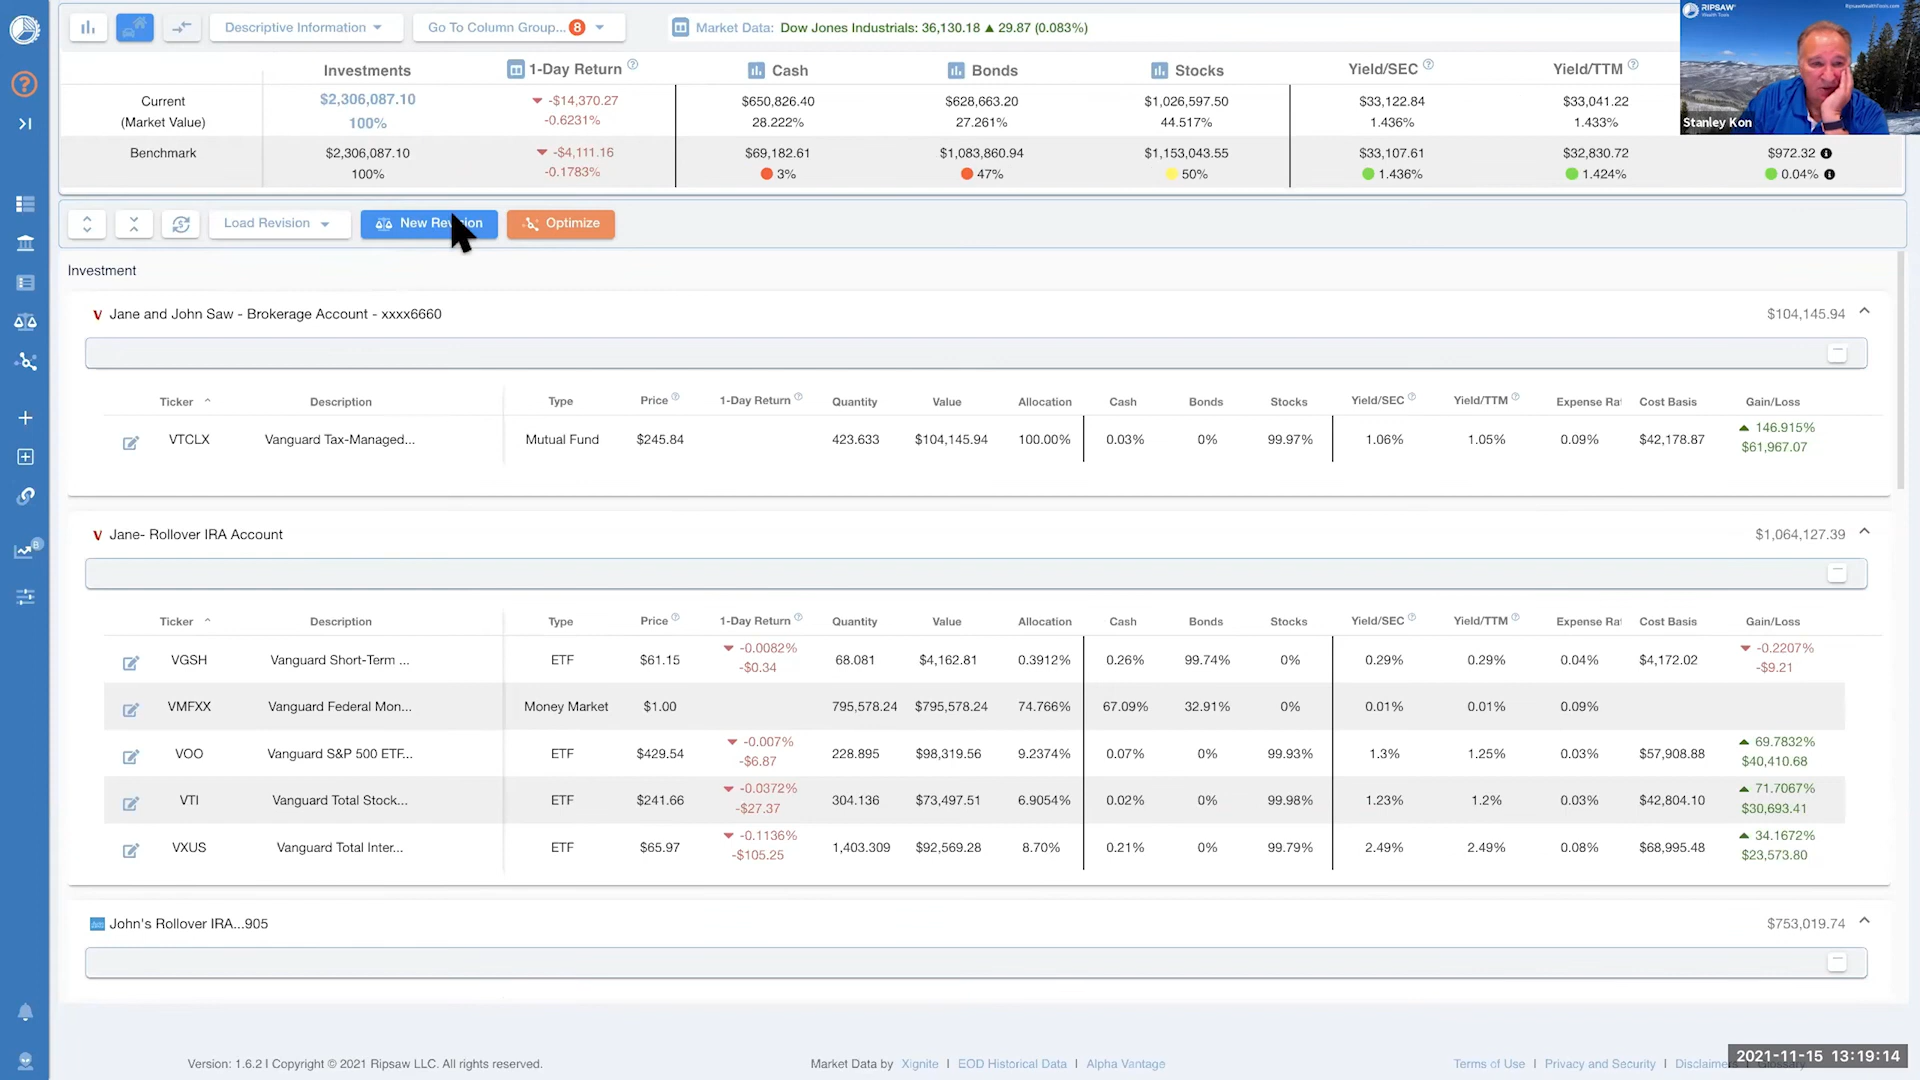 Descriptive Information
Go To Column Group... 8
Market Data: Dow Jones Industrials: 36,130.18 ▲ 29.87 (0.083%)
RIPSAW
Wealth Tools
RipsawWealthTools.com
Stanley Kon
Investments 1-Day Return Cash Bonds Stocks Yield/SEC Yield/TTM
Current $2,306,087.10 -$14,370.27 $650,826.40 $628,663.20 $1,026,597.50 $33,122.84 $33,041.22
(Market Value) 100% -0.6231% 28.222% 27.261% 44.517% 1.436% 1.433%
Benchmark $2,306,087.10 -$4,111.16 $69,182.61 $1,083,860.94 $1,153,043.55 $33,107.61 $32,830.72 $972.32
100% -0.1783% 3% 47% 50% 1.436% 1.424% 0.04%
Load Revision New Revision Optimize
Investment
Jane and John Saw - Brokerage Account - xxxx6660 $104,145.94
Ticker Description Type Price 1-Day Return Quantity Value Allocation Cash Bonds Stocks Yield/SEC Yield/TTM Expense Ra Cost Basis Gain/Loss
VTCLX Vanguard Tax-Managed... Mutual Fund $245.84 423.633 $104,145.94 100.00% 0.03% 0% 99.97% 1.06% 1.05% 0.09% $42,178.87 146.915%
$61,967.07
Jane- Rollover IRA Account $1,064,127.39
Ticker Description Type Price 1-Day Return Quantity Value Allocation Cash Bonds Stocks Yield/SEC Yield/TTM Expense Ra Cost Basis Gain/Loss
VGSH Vanguard Short-Term ... ETF $61.15 -0.0082% 68.081 $4,162.81 0.3912% 0.26% 99.74% 0% 0.29% 0.29% 0.04% $4,172.02 -0.2207%
-$0.34 -$9.21
VMFXX Vanguard Federal Mon... Money Market $1.00 795,578.24 $795,578.24 74.766% 67.09% 32.91% 0% 0.01% 0.01% 0.09%
VOO Vanguard S&P 500 ETF... ETF $429.54 -0.007% 228.895 $98,319.56 9.2374% 0.07% 0% 99.93% 1.3% 1.25% 0.03% $57,908.88 69.7832%
-$6.87 $40,410.68
VTI Vanguard Total Stock... ETF $241.66 -0.0372% 304.136 $73,497.51 6.9054% 0.02% 0% 99.98% 1.23% 1.2% 0.03% $42,804.10 71.7067%
-$27.37 $30,693.41
VXUS Vanguard Total Inter... ETF $65.97 -0.1136% 1,403.309 $92,569.28 8.70% 0.21% 0% 99.79% 2.49% 2.49% 0.08% $68,995.48 34.1672%
-$105.25 $23,573.80
John's Rollover IRA...905 $753,019.74
Version: 1.6.2 | Copyright © 2021 Ripsaw LLC. All rights reserved. Market Data by Xignite | EOD Historical Data | Alpha Vantage Terms of Use | Privacy and Security | Disclaimer
2021-11-15 13:19:14